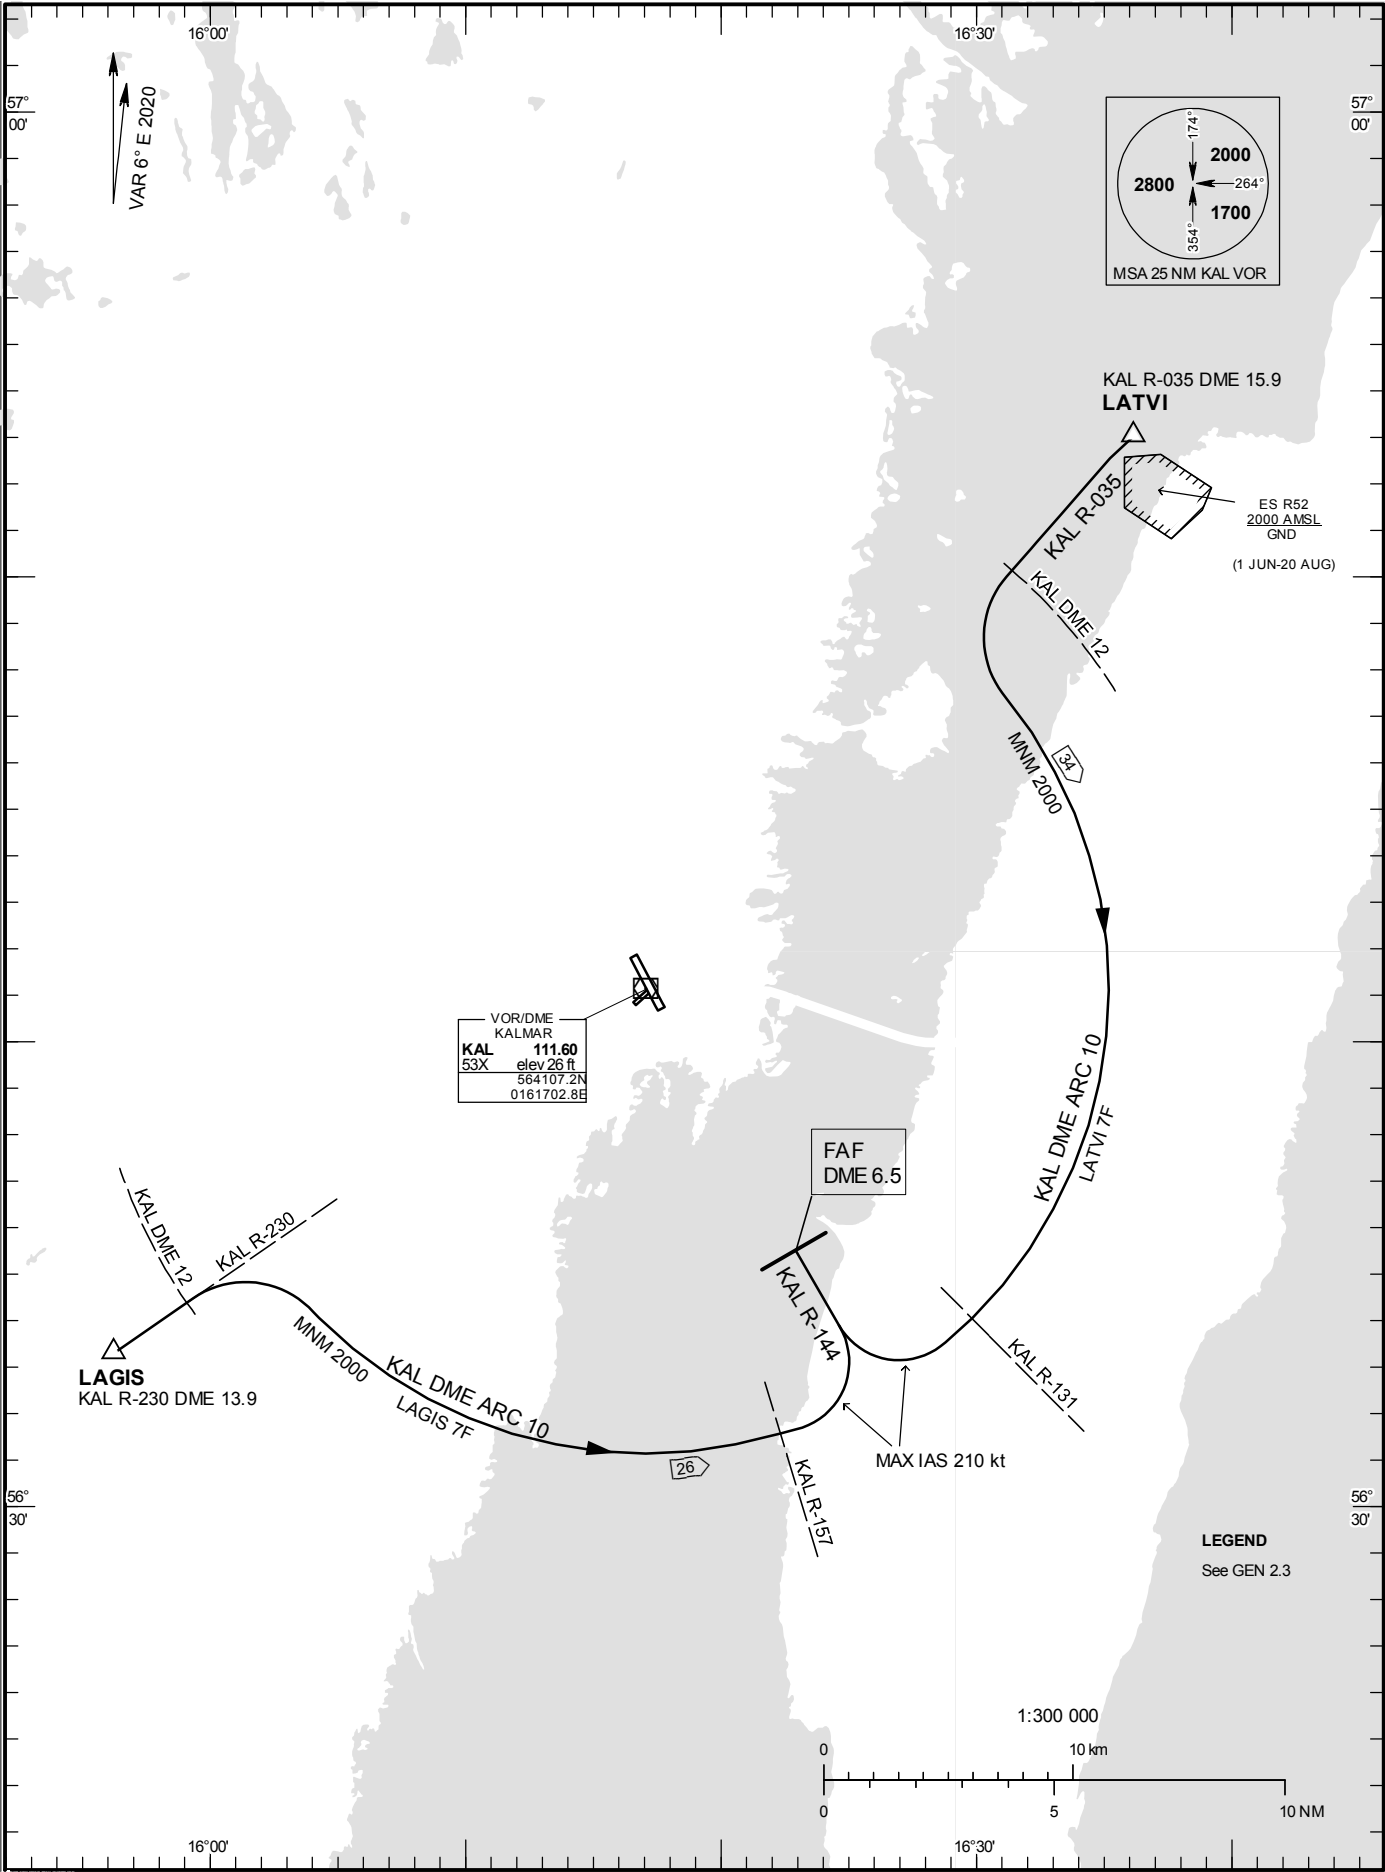 16°00'
16°30'
57°
00'
57°
00'
VAR 6° E 2020
174°
2000
2800
264°
1700
354°
MSA 25 NM KAL VOR
KAL R-035 DME 15.9
LATVI
KAL R-035
ES R52
2000 AMSL
GND
(1 JUN-20 AUG)
KAL DME 12
34
MNM 2000
VOR/DME
KALMAR
KAL 111.60
53X elev 26 ft
564107.2N
0161702.8E
KAL DME ARC 10
LATVI 7F
FAF
DME 6.5
KAL DME 12
KAL R-230
KAL R-144
LAGIS
KAL R-230 DME 13.9
MNM 2000
KAL DME ARC 10
LAGIS 7F
KAL R-131
MAX IAS 210 kt
26
KAL R-157
56°
30'
56°
30'
LEGEND
See GEN 2.3
1:300 000
0
10 km
0
5
10 NM
16°00'
16°30'